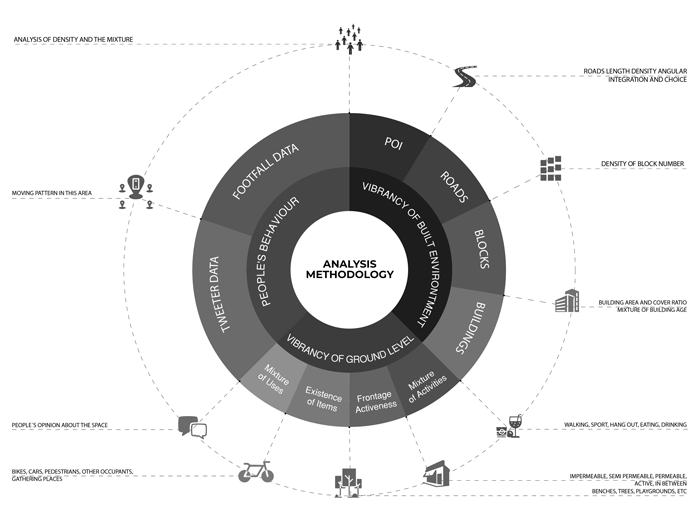 ANALYSIS OF DENSITY AND THE MIXTURE
ROADS LENGTH DENSITY ANGULAR
INTEGRATION AND CHOICE
DENSITY OF BLOCK NUMBER
MOVING PATTERN IN THIS AREA
BUILDING AREA AND COVER RATIO
MIXTURE OF BUILDING AGE
PEOPLE'S OPINION ABOUT THE SPACE
WALKING, SPORT, HANG OUT, EATING, DRINKING
BIKES, CARS, PEDESTRIANS, OTHER OCCUPANTS,
GATHERING PLACES
IMPERMEABLE, SEMI PERMEABLE, PERMEABLE,
ACTIVE, IN BETWEEN
BENCHES, TREES, PLAYGROUNDS, ETC
FOOTFALL DATA
POI
ROADS
BLOCKS
BUILDINGS
TWEETER DATA
PEOPLE'S BEHAVIOUR
VIBRANCY OF BUILT ENVIRONTMENT
VIBRANCY OF GROUND LEVEL
Mixture
of Uses
Existence
of Items
Frontage
Activeness
Mixture
of Activities
ANALYSIS
METHODOLOGY